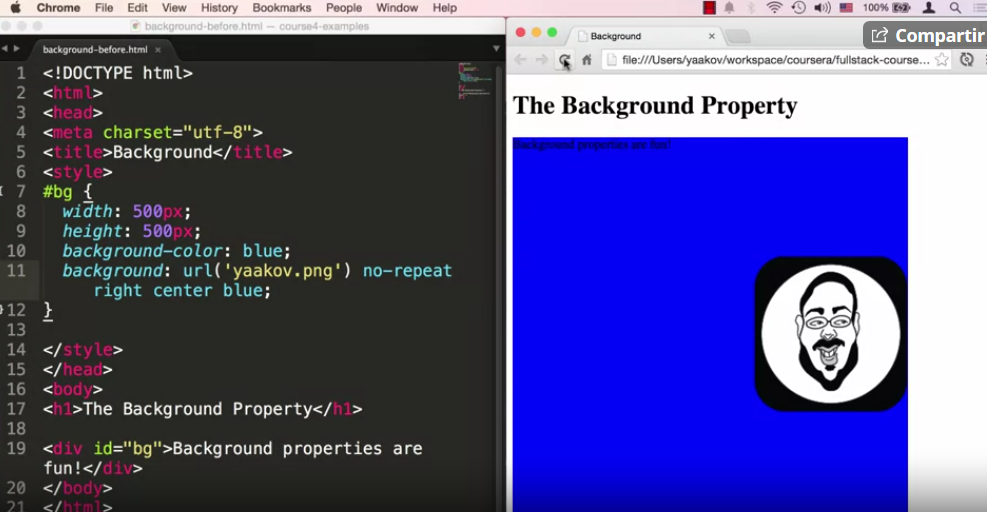 Chrome File Edit View History Bookmarks People Window Help 100%
background-before.html — course4-examples
Compartir
background-before.html ×
Background ×
file:///Users/yaakov/workspace/coursera/fullstack-course...
1 <!DOCTYPE html>
2 <html>
3 <head>
4 <meta charset="utf-8">
5 <title>Background</title>
6 <style>
7 #bg {
8 width: 500px;
9 height: 500px;
10 background-color: blue;
11 background: url('yaakov.png') no-repeat
right center blue;
12 }
13
14 </style>
15 </head>
16 <body>
17 <h1>The Background Property</h1>
18
19 <div id="bg">Background properties are
fun!</div>
20 </body>
21 </html>
The Background Property
Background properties are fun!